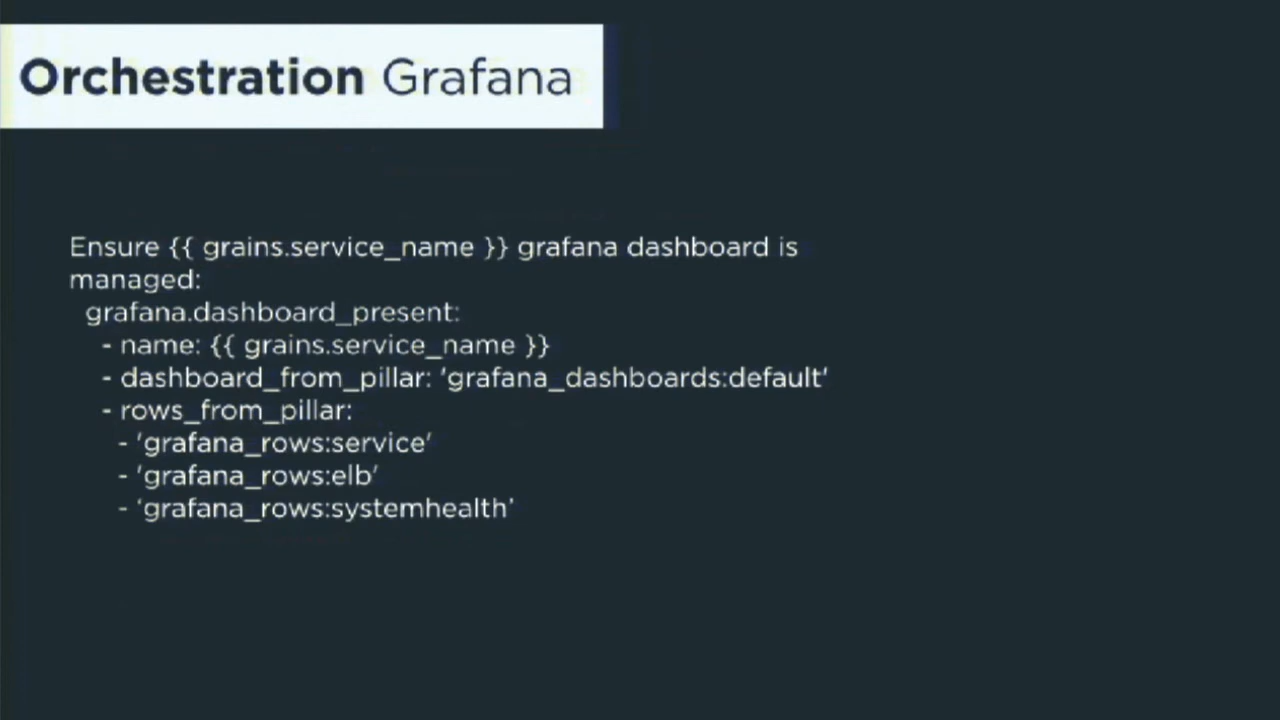 Orchestration Grafana
Ensure {{ grains.service_name }} grafana dashboard is
managed:
grafana.dashboard_present:
- name: {{ grains.service_name }}
- dashboard_from_pillar: 'grafana_dashboards:default'
- rows_from_pillar:
- 'grafana_rows:service'
- 'grafana_rows:elb'
- ‘grafana_rows:systemhealth’